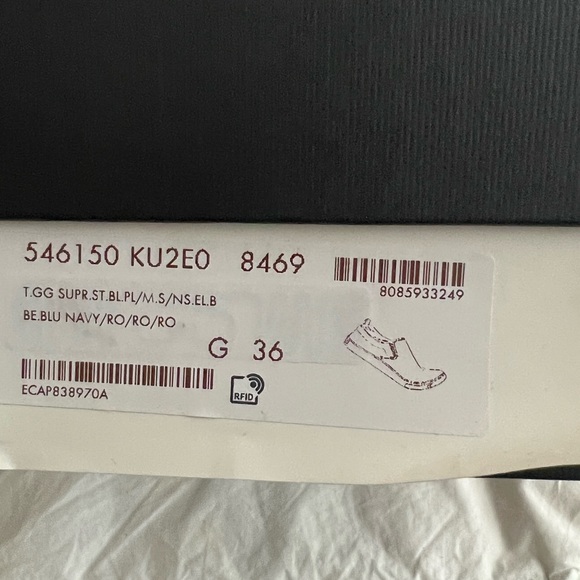 546150 KU2E0 8469
8085933249
T.GG SUPR.ST.BL.PL/M.S/NS.EL.B
BE.BLU NAVY/RO/RO/RO
G 36
ECAP838970A
RFID